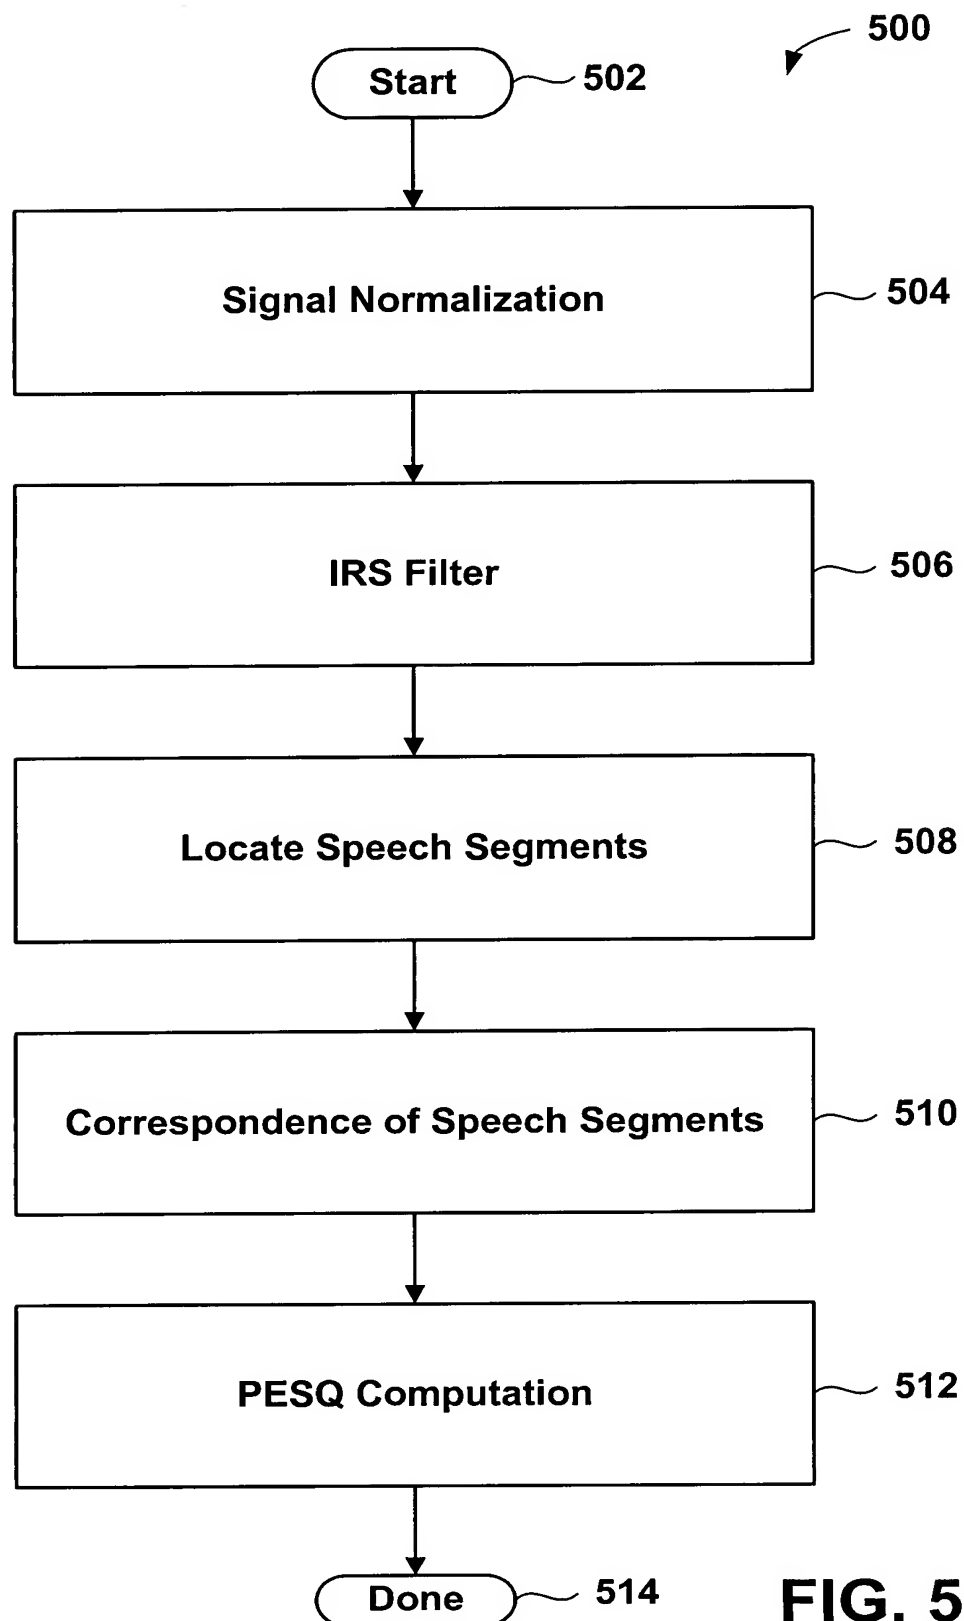 500
Start 502
Signal Normalization 504
IRS Filter 506
Locate Speech Segments 508
Correspondence of Speech Segments 510
PESQ Computation 512
Done 514
FIG. 5